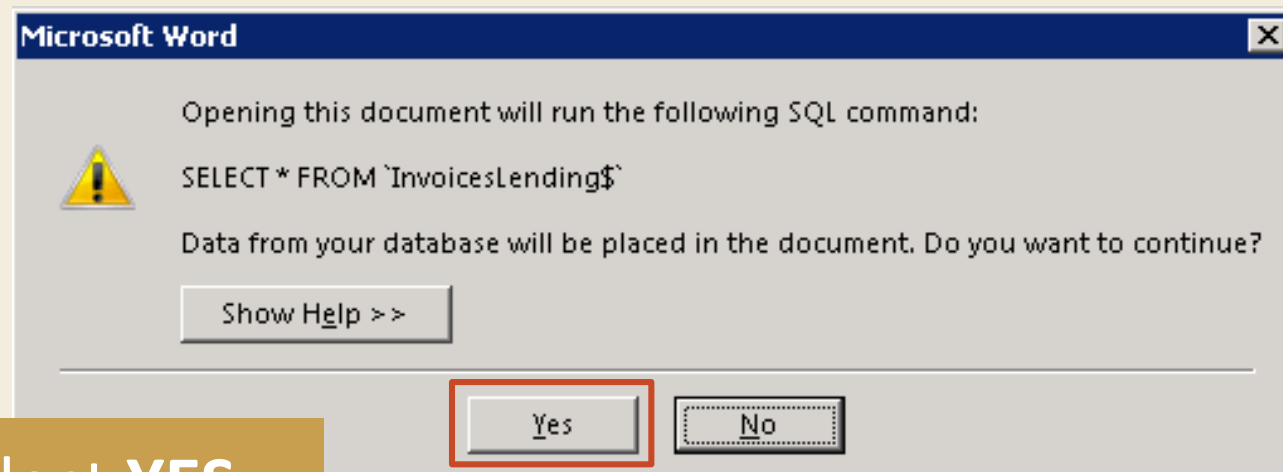 Microsoft Word
Opening this document will run the following SQL command:
SELECT * FROM `InvoicesLending$`
Data from your database will be placed in the document. Do you want to continue?
Show Help >>
Yes
No
YES